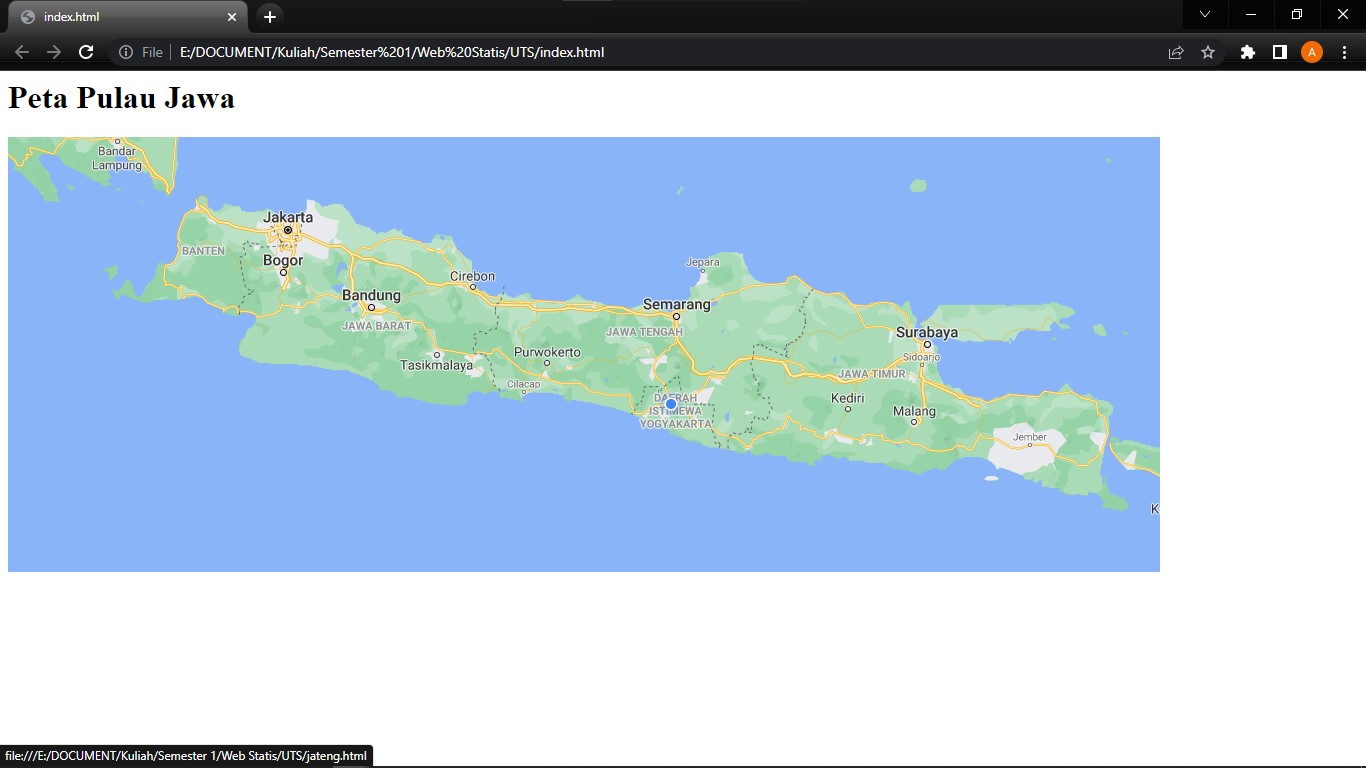 index.html
File
E:/DOCUMENT/Kuliah/Semester%201/Web%20Statis/UTS/index.html
A
Peta Pulau Jawa
Bandar
Lampung
Jakarta
BANTEN
Bogor
Jepara
Cirebon
Bandung
Semarang
JAWA BARAT
JAWA TENGAH
Surabaya
Purwokerto
Sidoarjo
Tasikmalaya
JAWA TIMUR
Cilacap
DAERAH
ISTIMEWA
YOGYAKARTA
Kediri
Malang
Jember
K
file:///E:/DOCUMENT/Kuliah/Semester 1/Web Statis/UTS/jateng.html